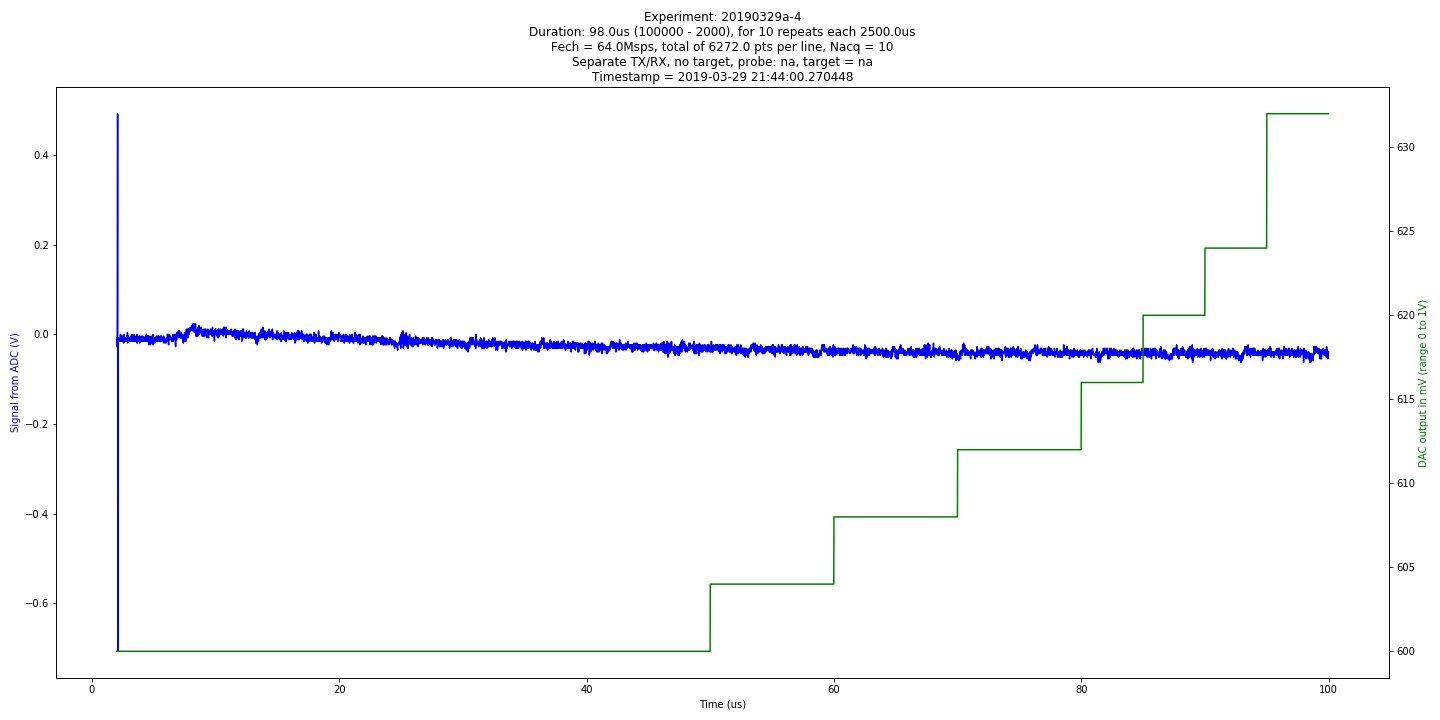 Experiment: 20190329a-4
Duration: 98.0us (100000 - 2000), for 10 repeats each 2500.0us
Fech = 64.0Msps, total of 6272.0 pts per line, Nacq = 10
Separate TX/RX, no target, probe: na, target = na
Timestamp = 2019-03-29 21:44:00.270448
0.4
0.2
0.0
−0.2
−0.4
−0.6
Signal from ADC (V)
630
625
620
615
610
605
600
DAC output in mV (range 0 to 1V)
0
20
40
60
80
100
Time (us)